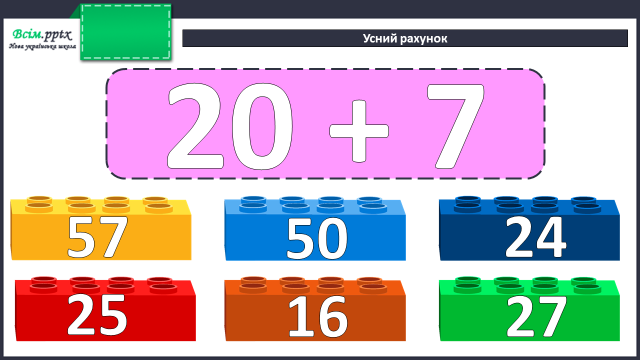 Всім.pptx
Нова українська школа
Усний рахунок
20 + 7
57 50 24
25 16 27